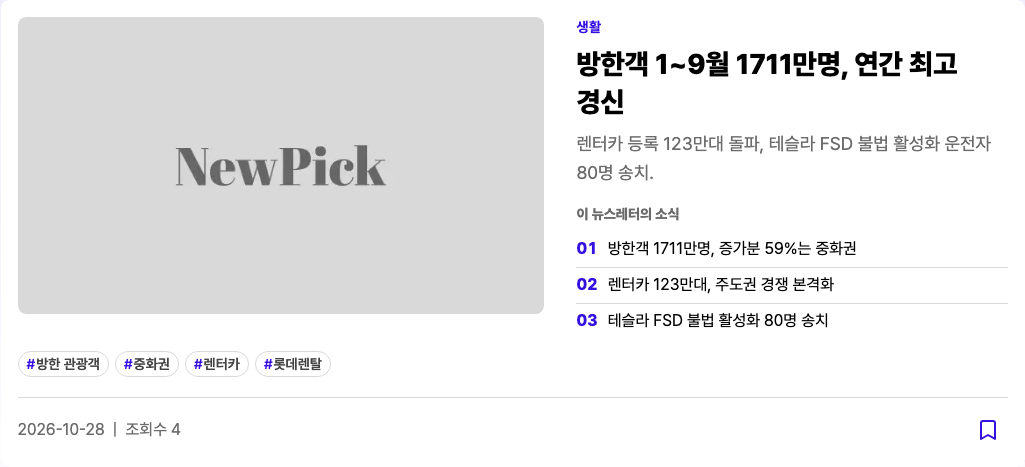 NewPick
생활
방한객 1~9월 1711만명, 연간 최고
경신
렌터카 등록 123만대 돌파, 테슬라 FSD 불법 활성화 운전자
80명 송치.
이 뉴스레터의 소식
01 방한객 1711만명, 증가분 59%는 중화권
02 렌터카 123만대, 주도권 경쟁 본격화
03 테슬라 FSD 불법 활성화 80명 송치
#방한 관광객 #중화권 #렌터카 #롯데렌탈
2026-10-28 | 조회수 4